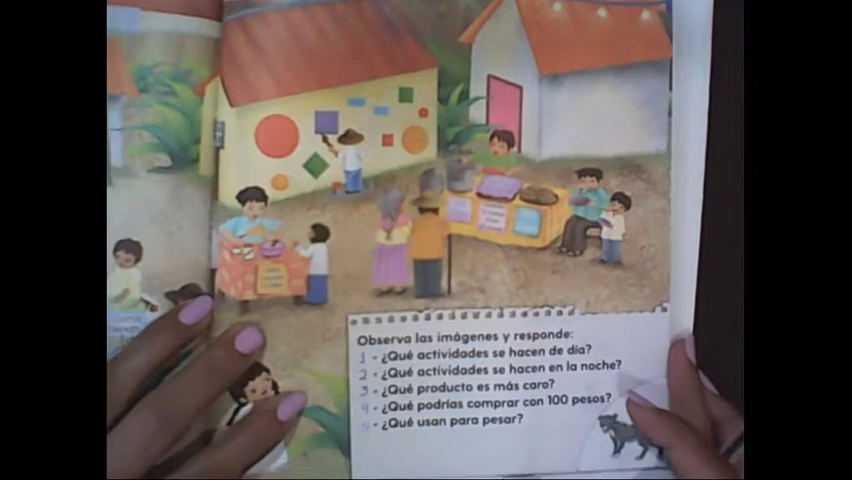 Observa las imágenes y responde:
1 - ¿Qué actividades se hacen de día?
2 - ¿Qué actividades se hacen en la noche?
3 - ¿Qué producto es más caro?
4 - ¿Qué podrías comprar con 100 pesos?
5 - ¿Qué usan para pesar?